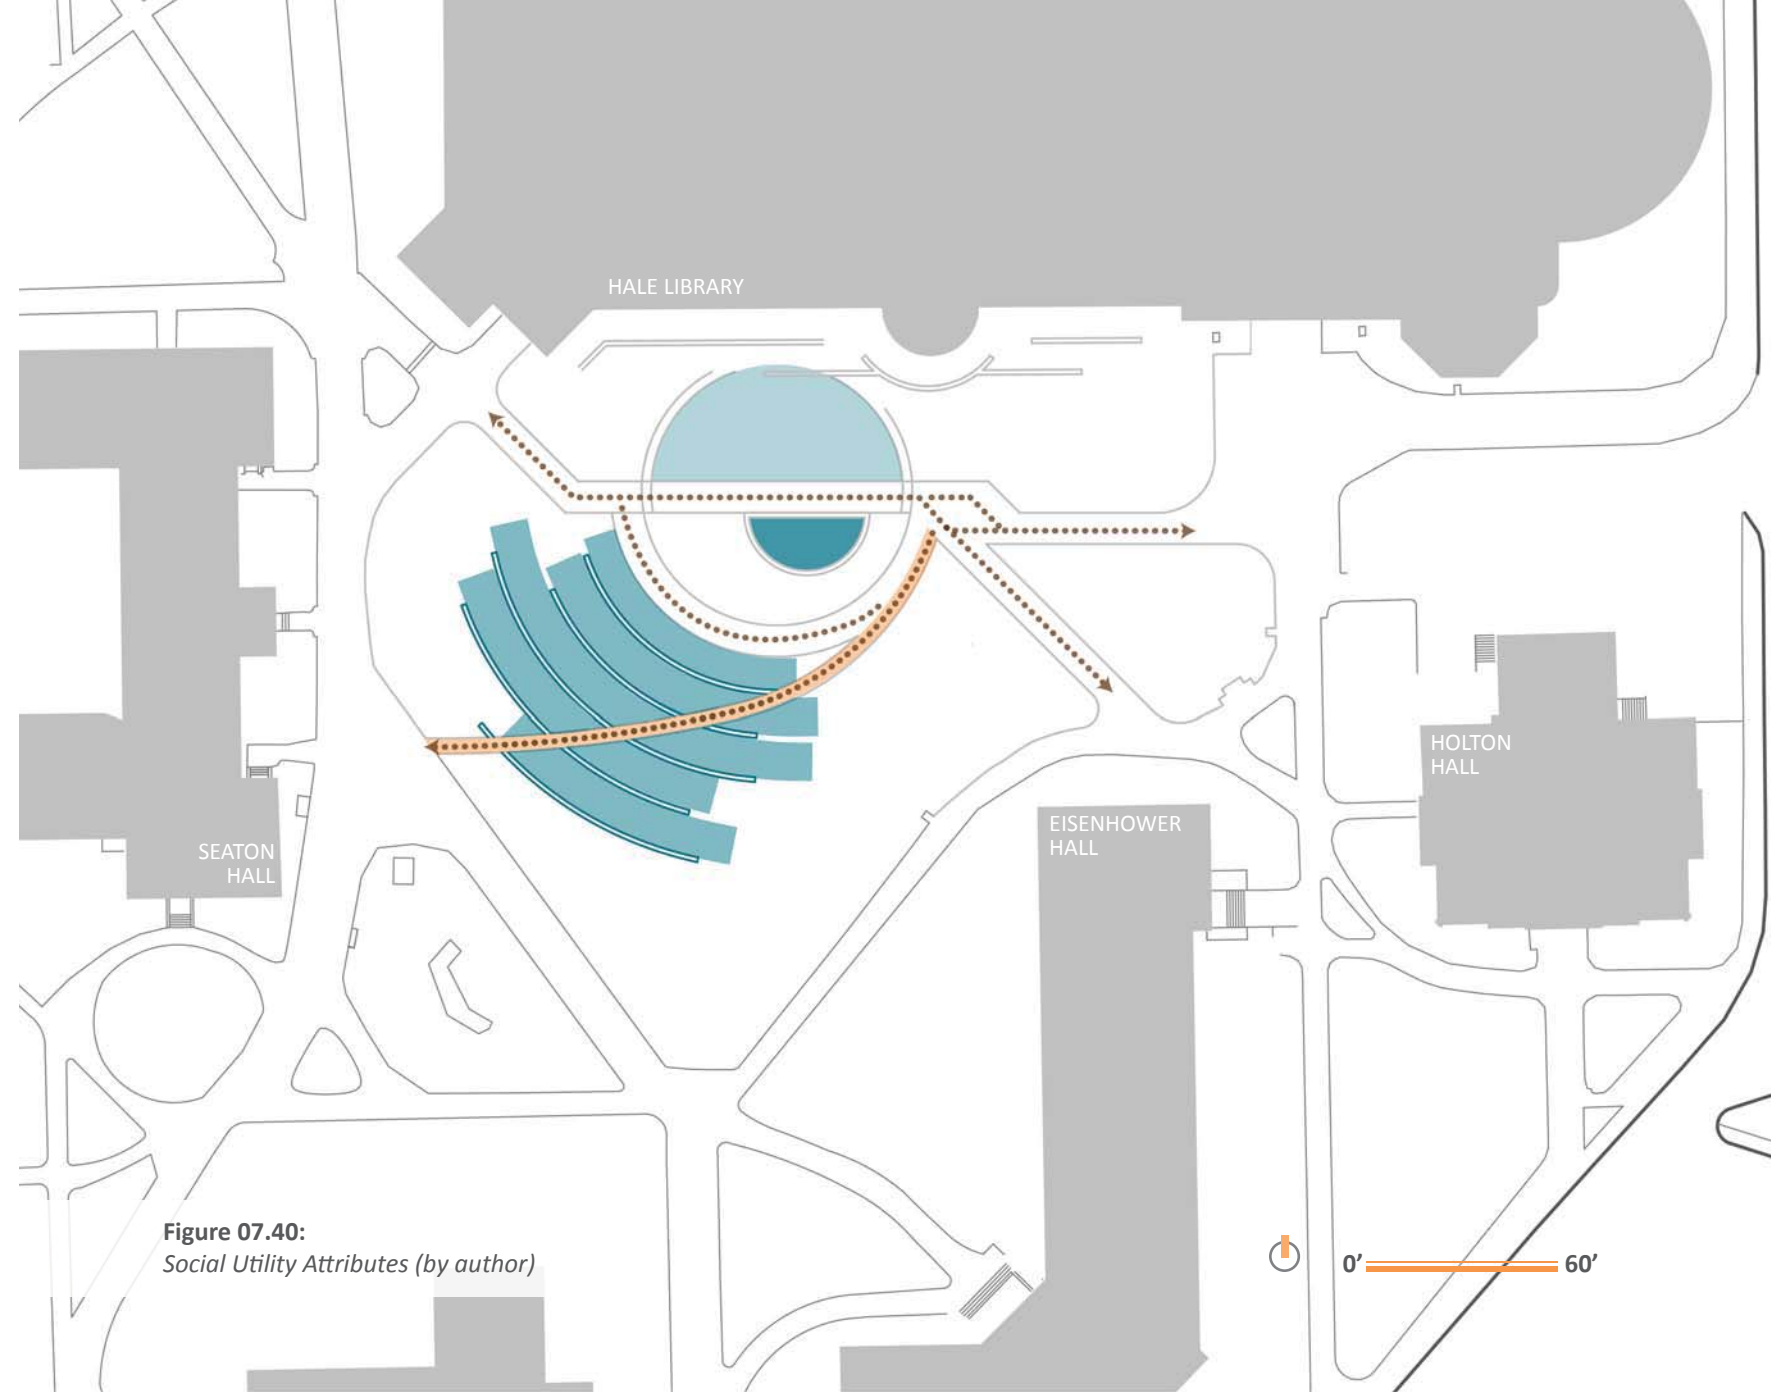 HALE LIBRARY
HOLTON
HALL
EISENHOWER
HALL
SEATON
HALL
Figure 07.40:
Social Utility Attributes (by author)
0’ 60’